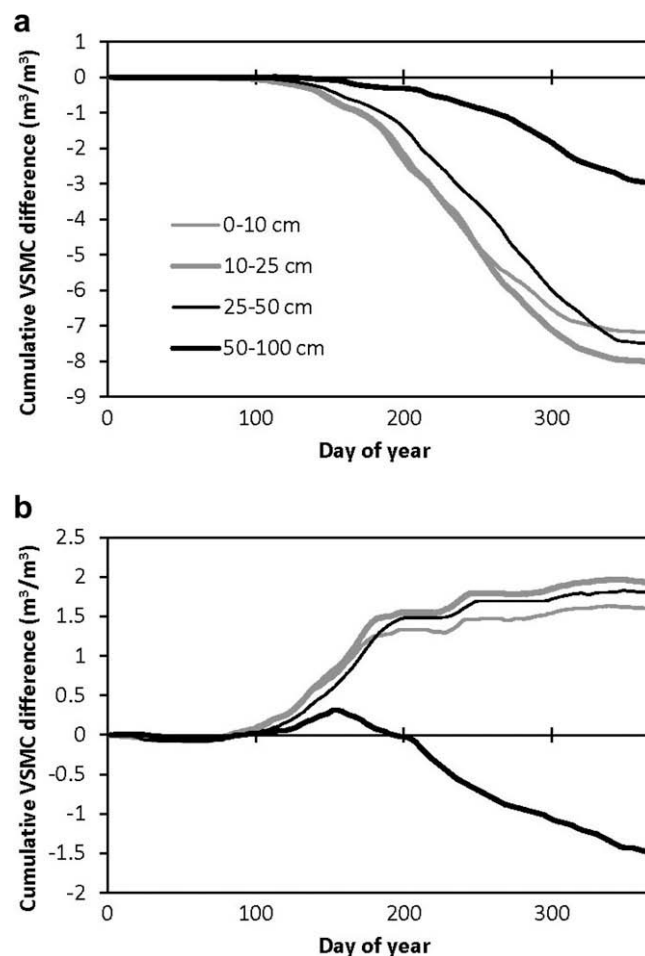 a
1
0
-1
-2
-3
-4
-5
-6
-7
-8
-9
Cumulative VSMC difference (m³/m³)
0-10 cm
10-25 cm
25-50 cm
50-100 cm
0 100 200 300
Day of year
b
2.5
2
1.5
1
0.5
0
-0.5
-1
-1.5
-2
Cumulative VSMC difference (m³/m³)
0 100 200 300
Day of year